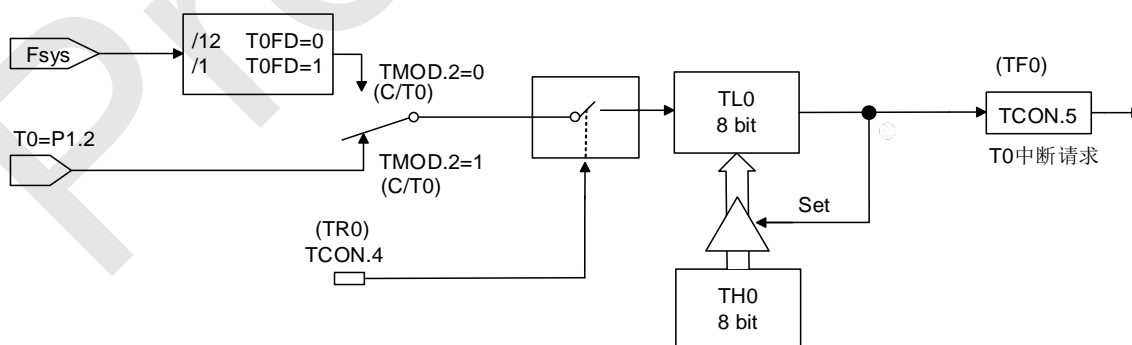 Fsys
/12 T0FD=0
/1 T0FD=1
TMOD.2=0
(C/T0)
T0=P1.2
TMOD.2=1
(C/T0)
(TR0)
TCON.4
TL0
8 bit
Set
TH0
8 bit
(TF0)
TCON.5
T0中断请求